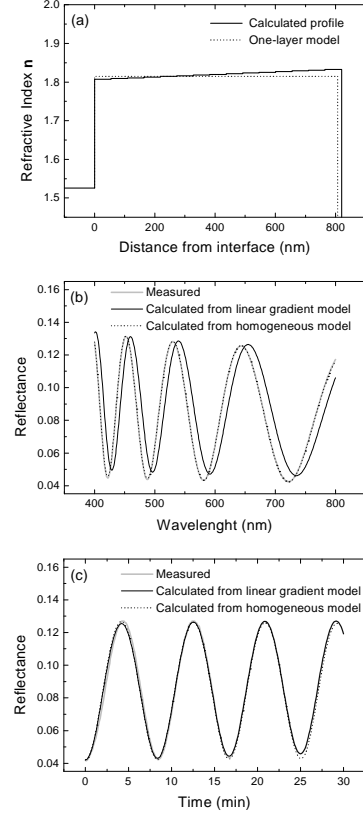 (a)
Calculated profile
One-layer model
Refractive Index n
2.0
1.9
1.8
1.7
1.6
1.5
0 200 400 600 800
Distance from interface (nm)
(b)
Measured
Calculated from linear gradient model
Calculated from homogeneous model
Reflectance
0.16
0.14
0.12
0.10
0.08
0.06
0.04
400 500 600 700 800
Wavelenght (nm)
(c)
Measured
Calculated from linear gradient model
Calculated from homogeneous model
Reflectance
0.16
0.14
0.12
0.10
0.08
0.06
0.04
0 5 10 15 20 25 30
Time (min)